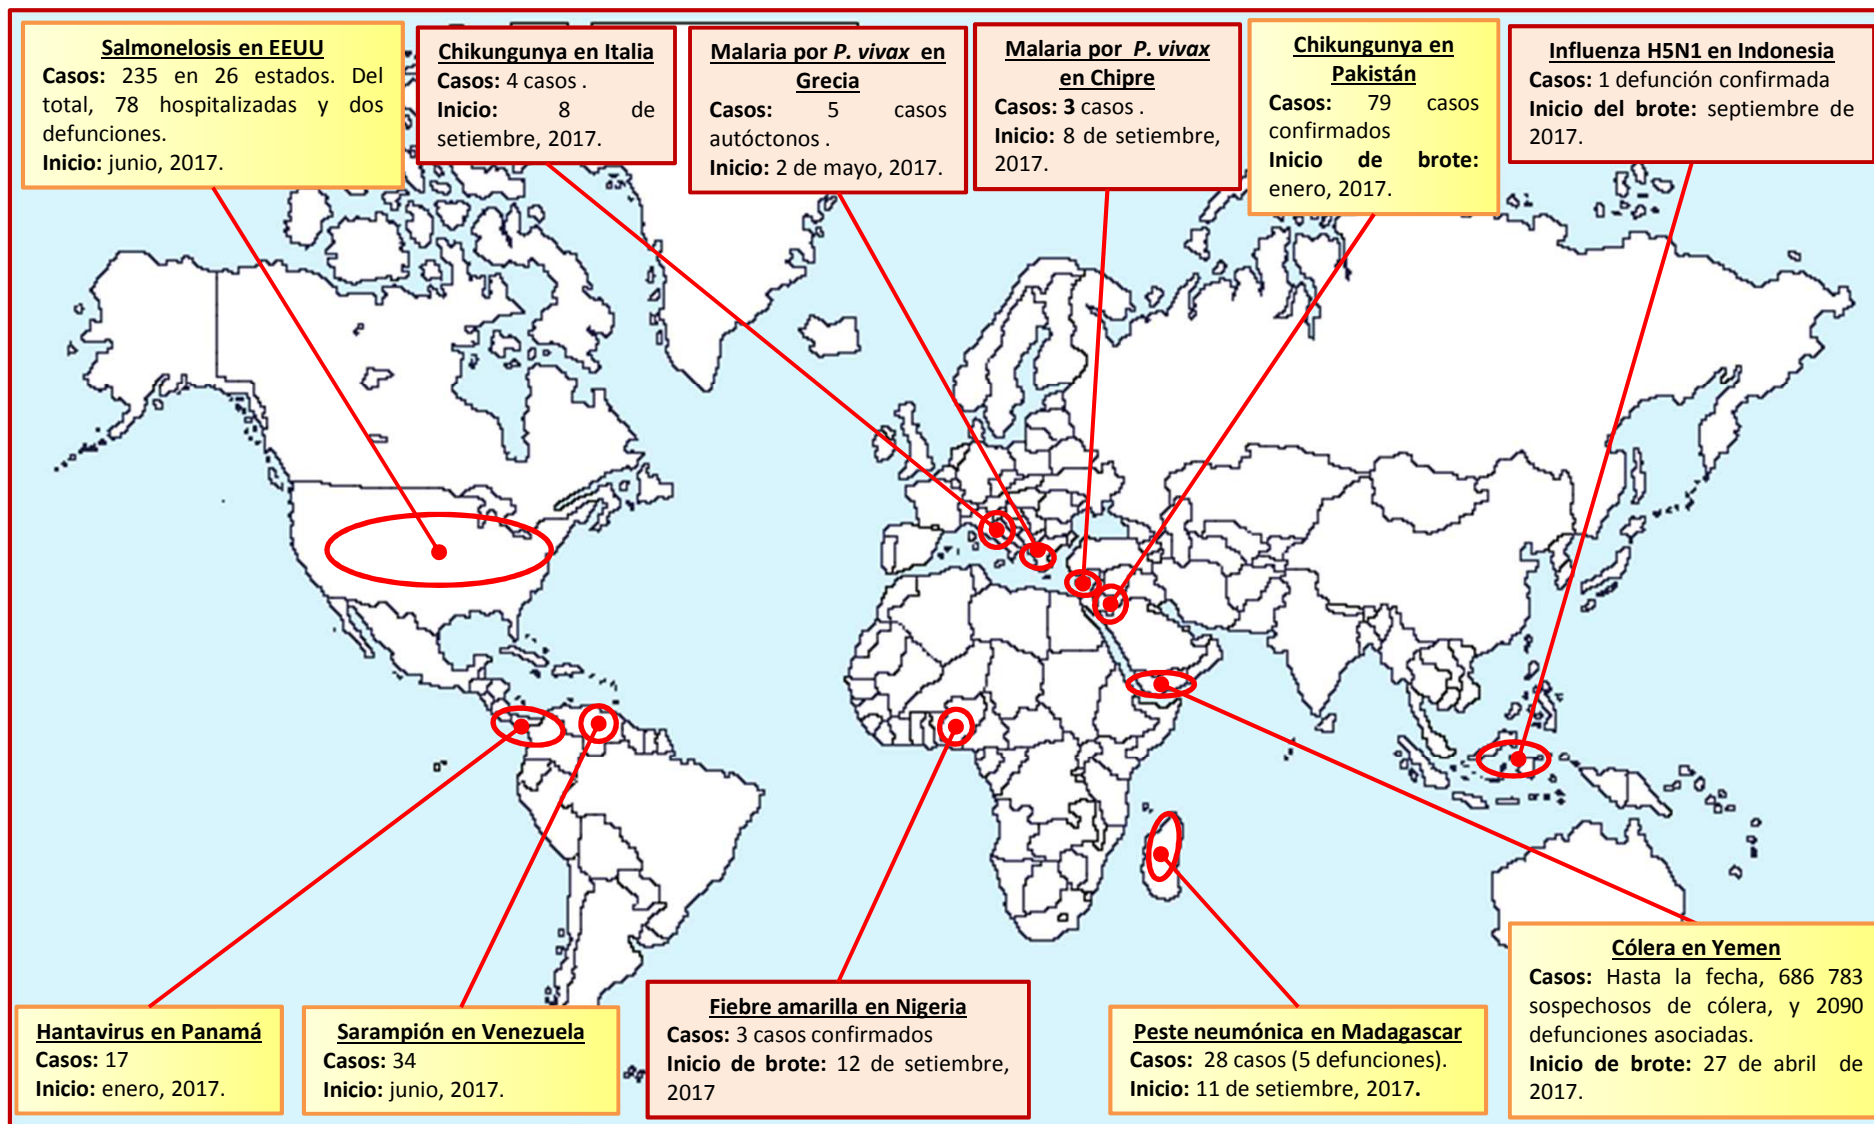 Salmonelosis en EEUU
Casos: 235 en 26 estados. Del
total, 78 hospitalizadas y dos
defunciones.
Inicio: junio, 2017.
Chikungunya en Italia
Casos: 4 casos .
Inicio: 8 de
setiembre, 2017.
Malaria por P. vivax en
Grecia
Casos: 5 casos
autóctonos .
Inicio: 2 de mayo, 2017.
Malaria por P. vivax
en Chipre
Casos: 3 casos .
Inicio: 8 de setiembre,
2017.
Chikungunya en
Pakistán
Casos: 79 casos
confirmados
Inicio de brote:
enero, 2017.
Influenza H5N1 en Indonesia
Casos: 1 defunción confirmada
Inicio del brote: septiembre de
2017.
Hantavirus en Panamá
Casos: 17
Inicio: enero, 2017.
Sarampión en Venezuela
Casos: 34
Inicio: junio, 2017.
Fiebre amarilla en Nigeria
Casos: 3 casos confirmados
Inicio de brote: 12 de setiembre,
2017
Peste neumónica en Madagascar
Casos: 28 casos (5 defunciones).
Inicio: 11 de setiembre, 2017.
Cólera en Yemen
Casos: Hasta la fecha, 686 783
sospechosos de cólera, y 2090
defunciones asociadas.
Inicio de brote: 27 de abril de
2017.